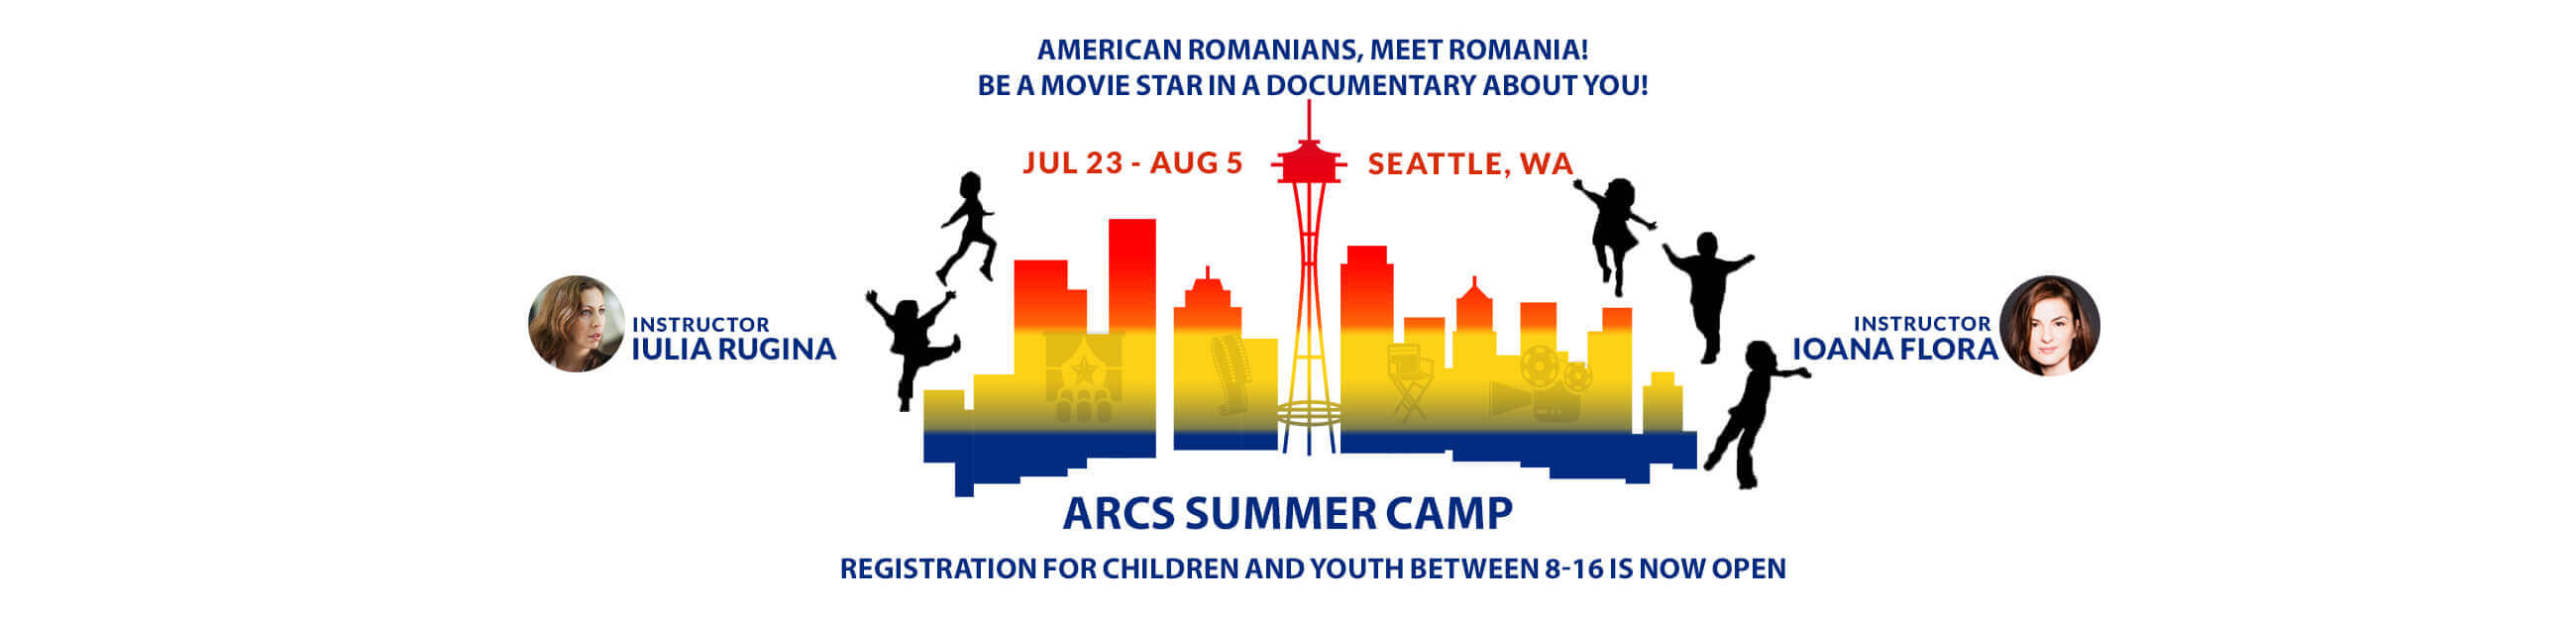 AMERICAN ROMANIANS, MEET ROMANIA!
BE A MOVIE STAR IN A DOCUMENTARY ABOUT YOU!
JUL 23 - AUG 5
SEATTLE, WA
INSTRUCTOR
IULIA RUGINA
INSTRUCTOR
IOANA FLORA
ARCS SUMMER CAMP
REGISTRATION FOR CHILDREN AND YOUTH BETWEEN 8-16 IS NOW OPEN